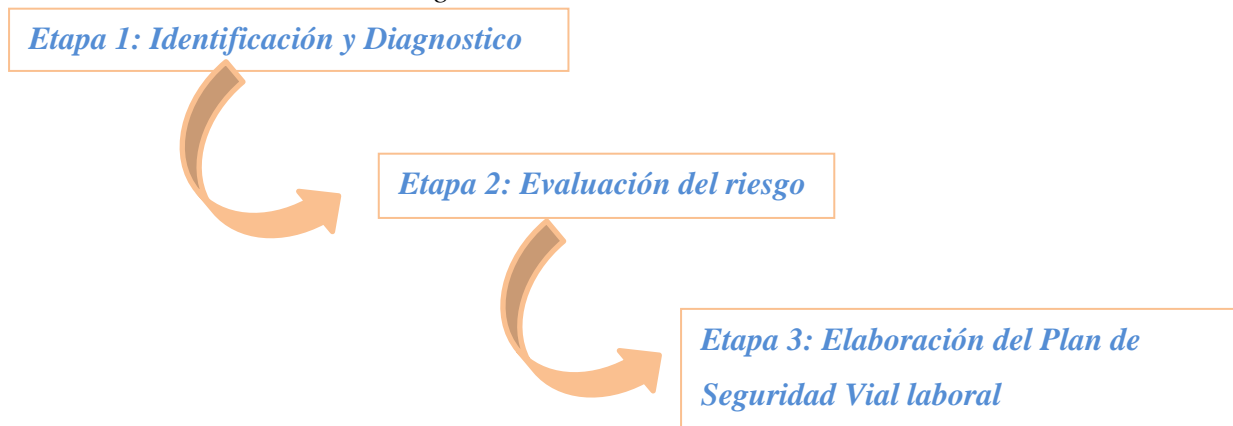 Etapa 1: Identificación y Diagnostico
Etapa 2: Evaluación del riesgo
Etapa 3: Elaboración del Plan de
Seguridad Vial laboral